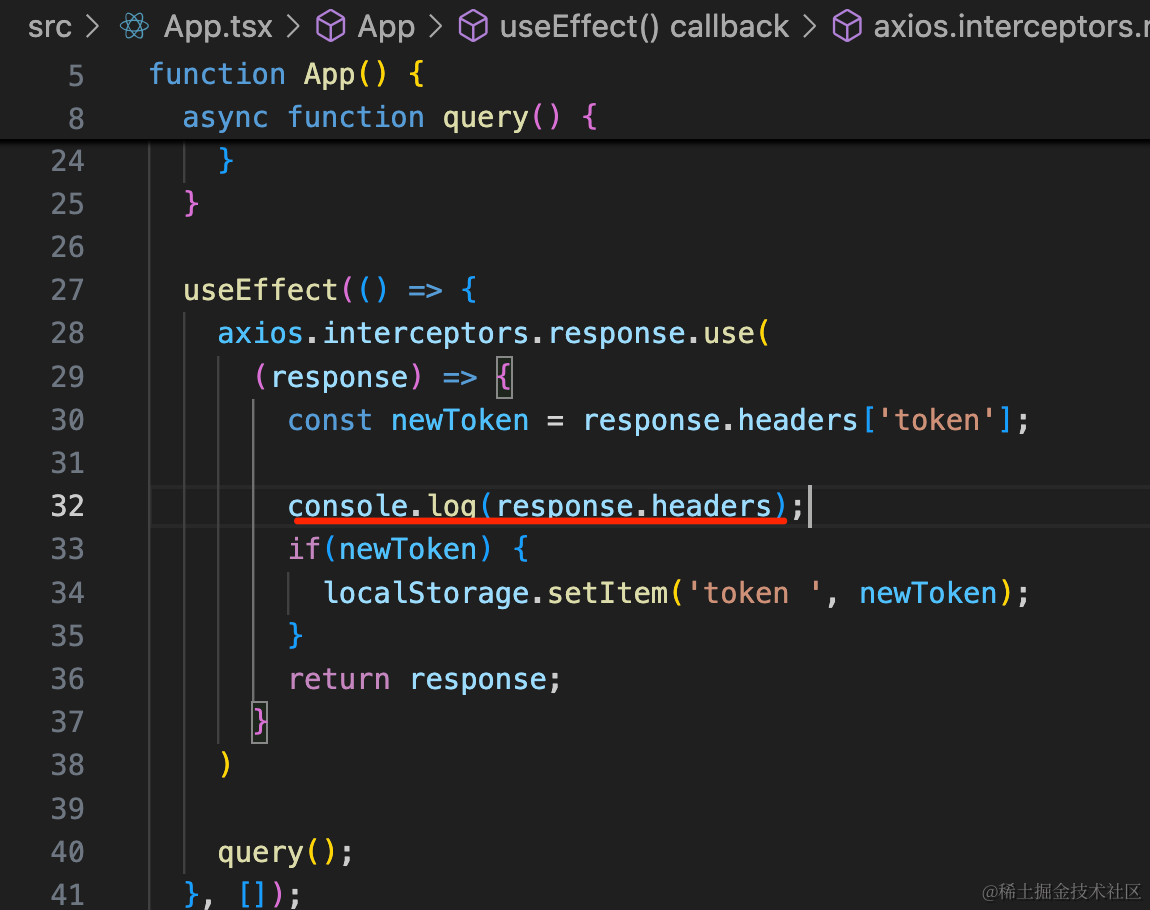 src > App.tsx > App > useEffect() callback > axios.interceptors.r
5 function App() {
8 async function query() {
24 }
25 }
26
27 useEffect(() => {
28 axios.interceptors.response.use(
29 (response) => {
30 const newToken = response.headers['token'];
31
32 console.log(response.headers);
33 if(newToken) {
34 localStorage.setItem('token ', newToken);
35 }
36 return response;
37 }
38 )
39
40 query();
41 }, []);
@稀土掘金技术社区